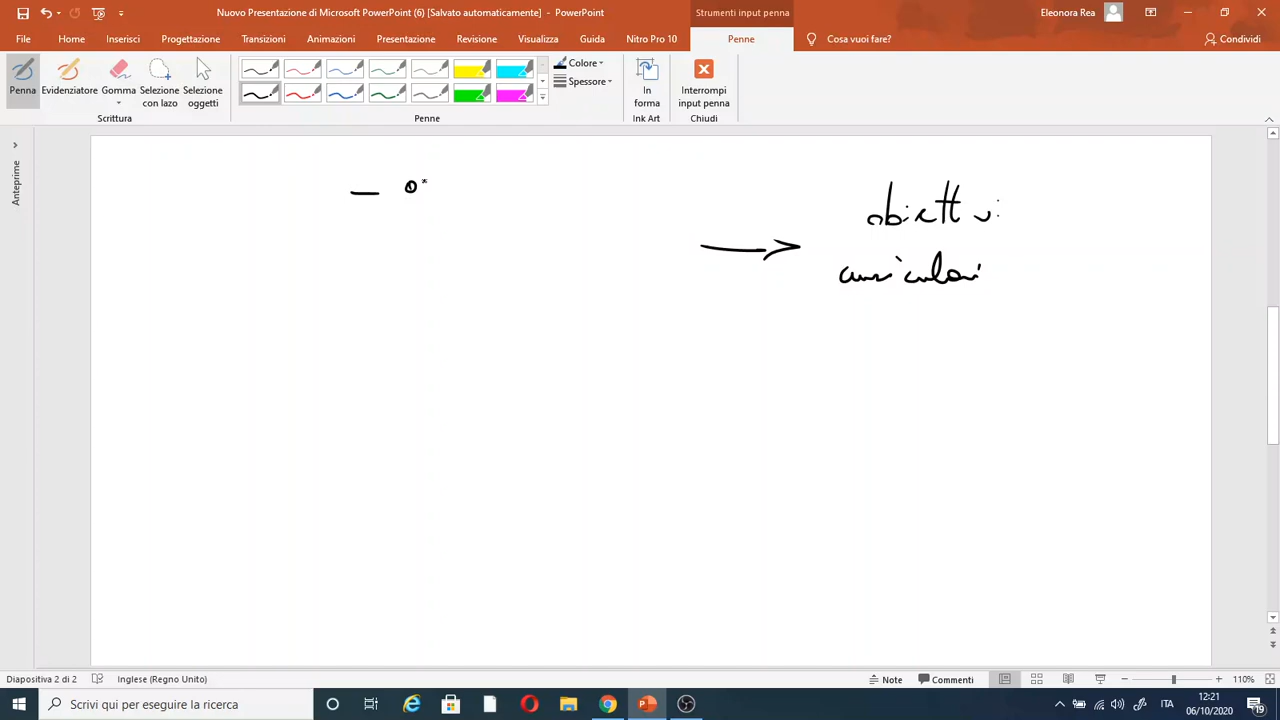 Nuovo Presentazione di Microsoft PowerPoint (6) [Salvato automaticamente] - PowerPoint
Strumenti input penna
Eleonora Rea
File Home Inserisci Progettazione Transizioni Animazioni Presentazione Revisione Visualizza Guida Nitro Pro 10 Penne Cosa vuoi fare? Condividi
Penna Evidenziatore Gomma Selezione con lazo Selezione oggetti
Colore
Spessore
In forma
Interrompi input penna
Scrittura Penne Ink Art Chiudi
Anteprime
— o
obiettivi
curriculari
Diapositiva 2 di 2 Inglese (Regno Unito) Note Commenti 110%
Scrivi qui per eseguire la ricerca
ITA
12:21
06/10/2020
19